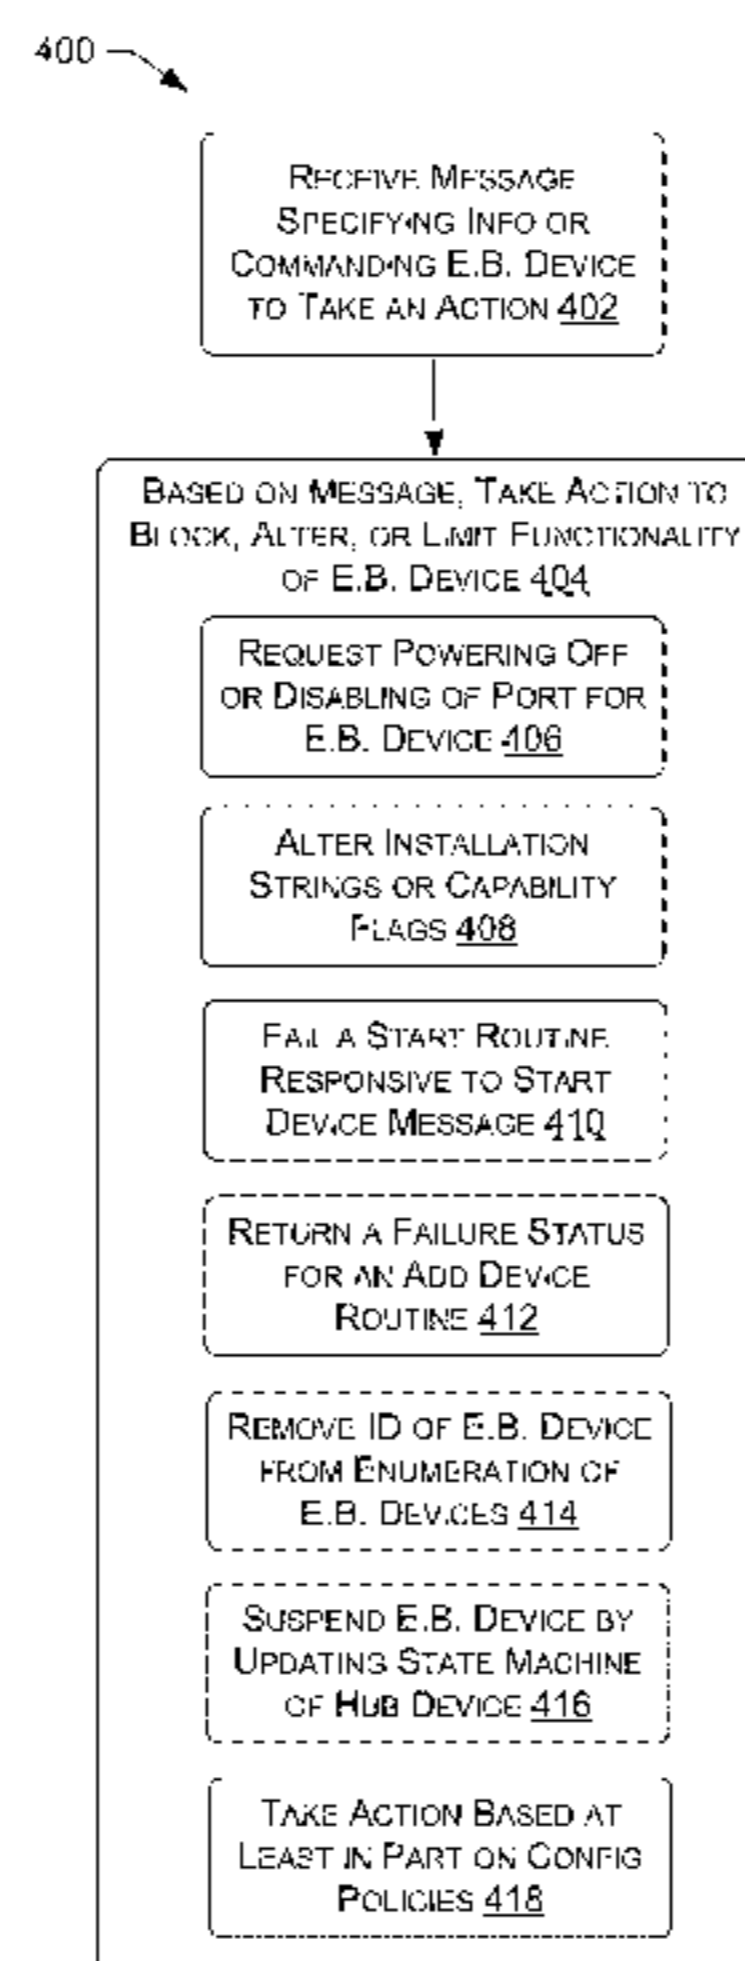 400
RECEIVE MESSAGE
SPECIFYING INFO OR
COMMANDING E.B. DEVICE
TO TAKE AN ACTION 402
BASED ON MESSAGE, TAKE ACTION TO
BLOCK, ALTER, OR LIMIT FUNCTIONALITY
OF E.B. DEVICE 404
REQUEST POWERING OFF
OR DISABLING OF PORT FOR
E.B. DEVICE 406
ALTER INSTALLATION
STRINGS OR CAPABILITY
FLAGS 408
FAIL A START ROUTINE
RESPONSIVE TO START
DEVICE MESSAGE 410
RETURN A FAILURE STATUS
FOR AN ADD DEVICE
ROUTINE 412
REMOVE ID OF E.B. DEVICE
FROM ENUMERATION OF
E.B. DEVICES 414
SUSPEND E.B. DEVICE BY
UPDATING STATE MACHINE
OF HUB DEVICE 416
TAKE ACTION BASED AT
LEAST IN PART ON CONFIG
POLICIES 418